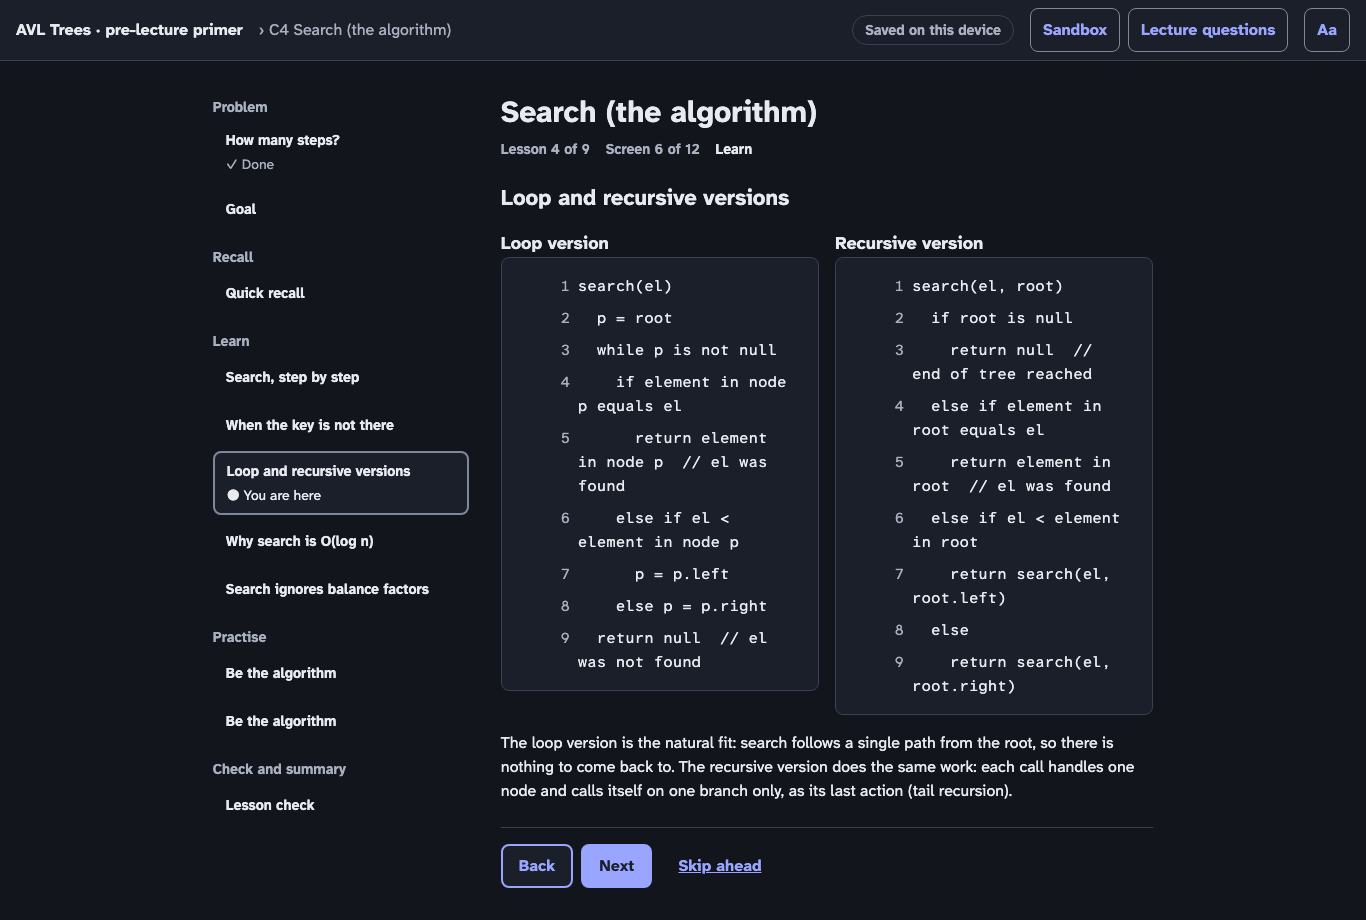 AVL Trees · pre-lecture primer › C4 Search (the algorithm)
Saved on this device
Sandbox
Lecture questions
Aa
Problem
How many steps?
✓ Done
Goal
Recall
Quick recall
Learn
Search, step by step
When the key is not there
Loop and recursive versions
You are here
Why search is O(log n)
Search ignores balance factors
Practise
Be the algorithm
Be the algorithm
Check and summary
Lesson check
Search (the algorithm)
Lesson 4 of 9 Screen 6 of 12 Learn
Loop and recursive versions
Loop version
1 search(el)
2   p = root
3   while p is not null
4     if element in node
p equals el
5       return element
in node p  // el was
found
6     else if el <
element in node p
7       p = p.left
8     else p = p.right
9   return null  // el
was not found
Recursive version
1 search(el, root)
2   if root is null
3     return null  //
end of tree reached
4   else if element in
root equals el
5     return element in
root  // el was found
6   else if el < element
in root
7     return search(el,
root.left)
8   else
9     return search(el,
root.right)
The loop version is the natural fit: search follows a single path from the root, so there is
nothing to come back to. The recursive version does the same work: each call handles one
node and calls itself on one branch only, as its last action (tail recursion).
Back
Next
Skip ahead